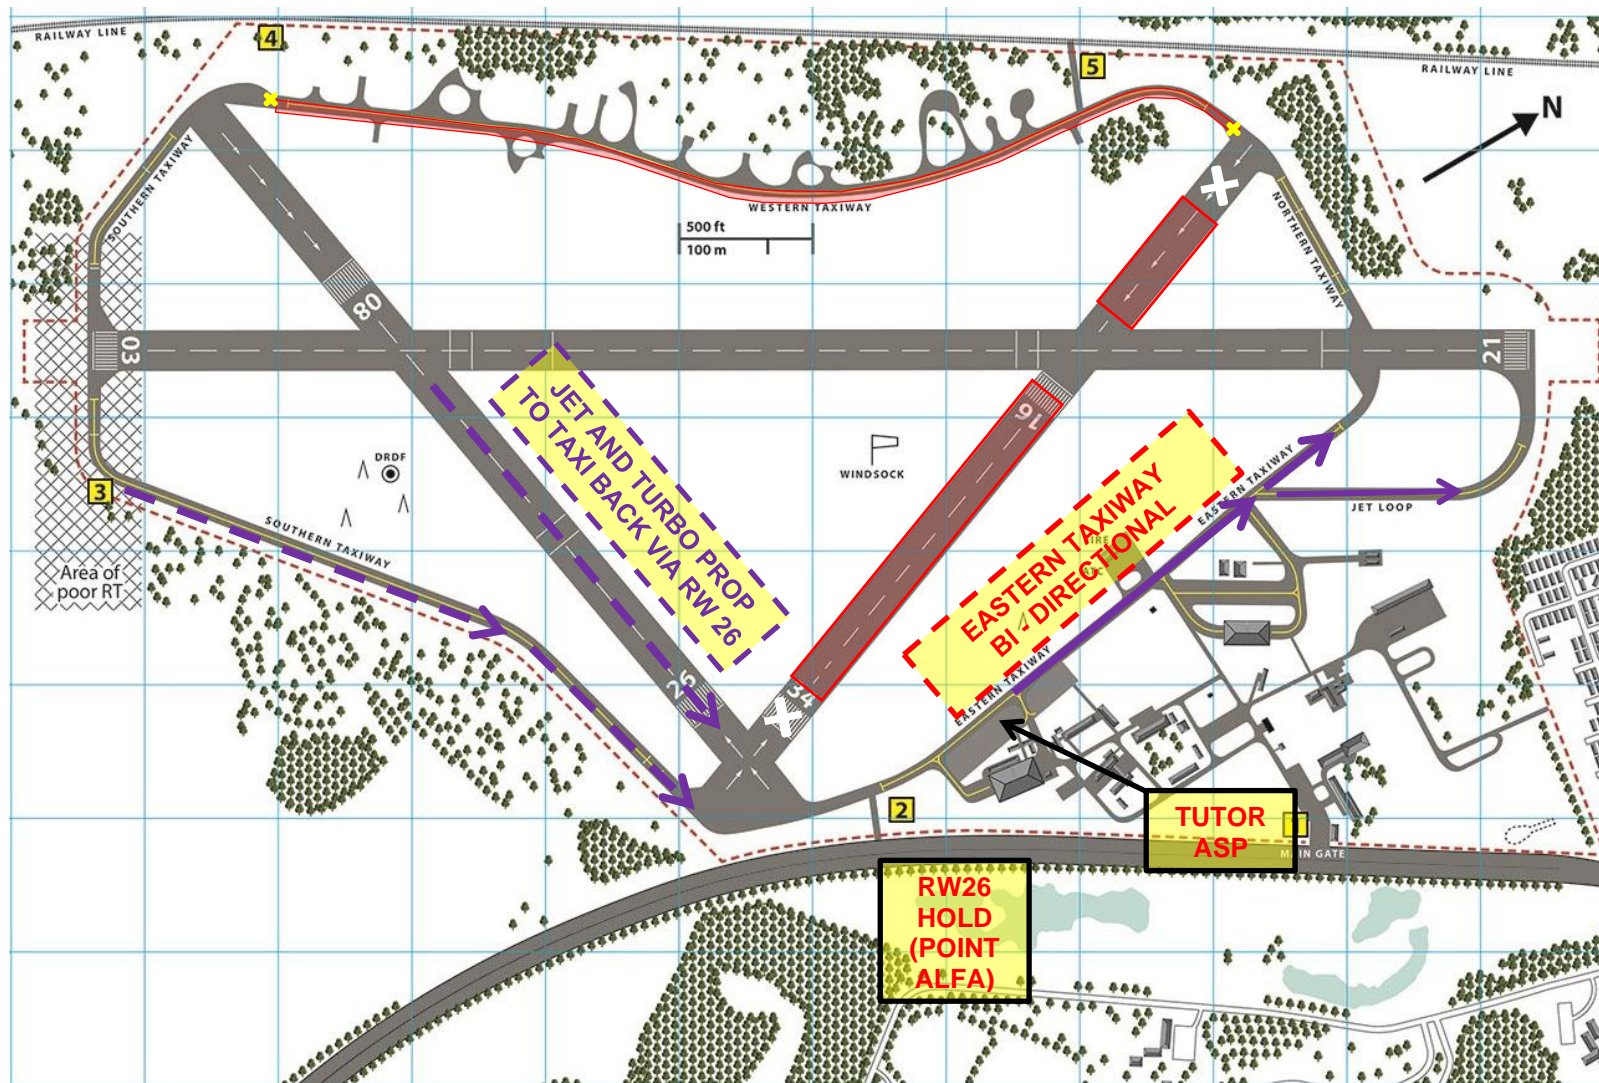 RAILWAY LINE
4
5
RAILWAY LINE
N
SOUTHERN TAXIWAY
WESTERN TAXIWAY
500 ft
100 m
NORTHERN TAXIWAY
08
03
21
16
JET AND TURBO PROP
TO TAXI BACK VIA RW 26
DRDF
WINDSOCK
3
SOUTHERN TAXIWAY
Area of
poor RT
EASTERN TAXIWAY
BI - DIRECTIONAL
EASTERN TAXIWAY
JET LOOP
FIRE
ATC
26
34
EASTERN TAXIWAY
2
TUTOR
ASP
MAIN GATE
RW26
HOLD
(POINT
ALFA)